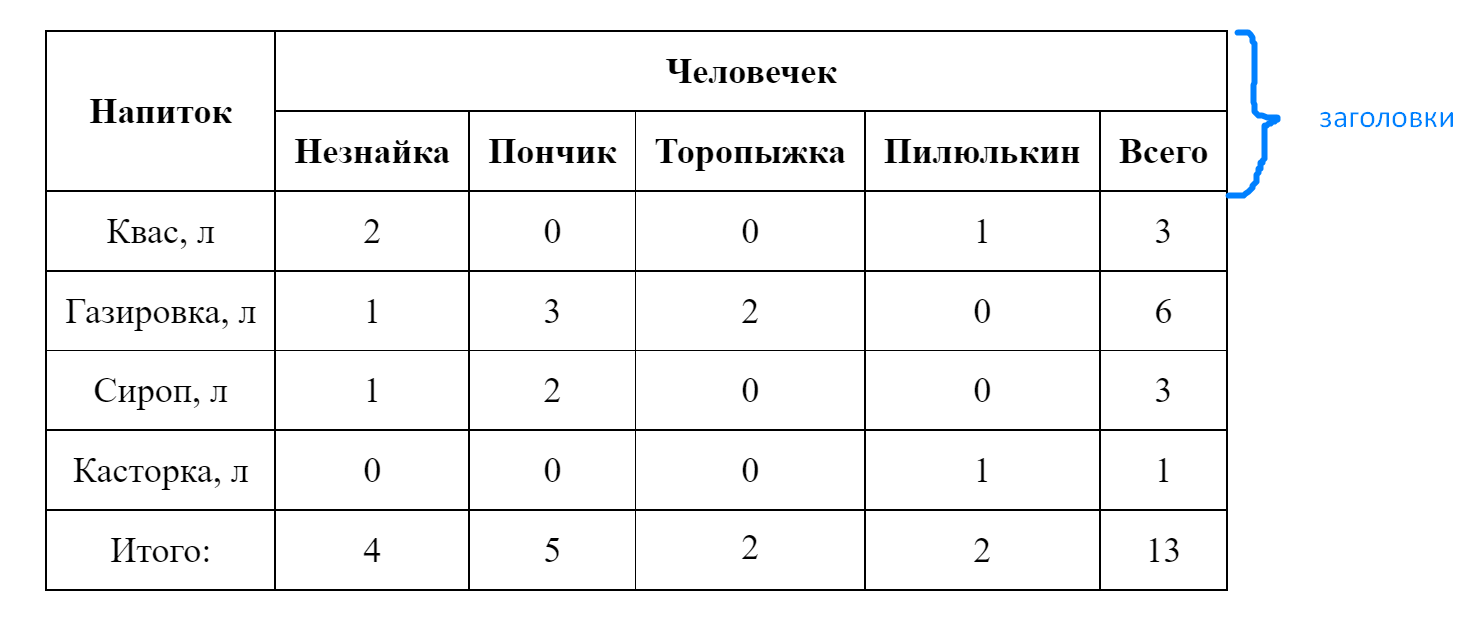 Человечек
Напиток
заголовки
Незнайка Пончик Торопыжка Пилюлькин Всего
Квас, л 2 0 0 1 3
Газировка, л 1 3 2 0 6
Сироп, л 1 2 0 0 3
Касторка, л 0 0 0 1 1
Итого: 4 5 2 2 13